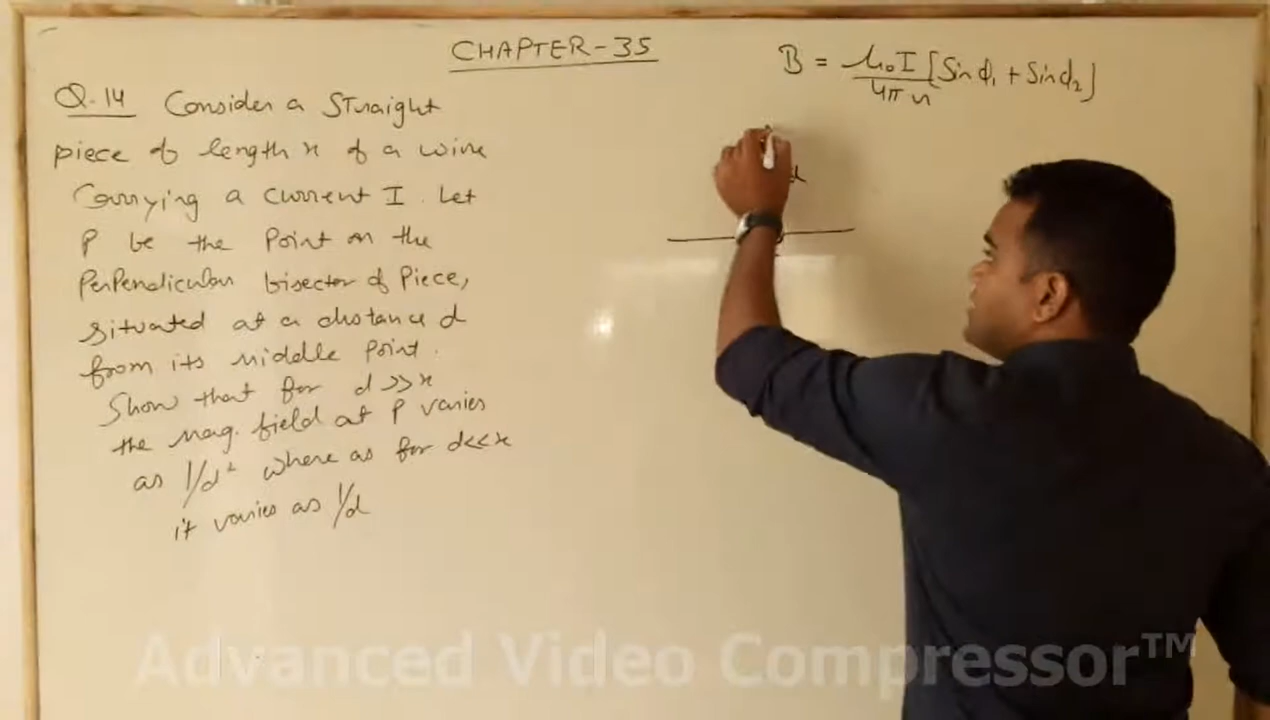 CHAPTER-35
Q.14 Consider a Straight
piece of length x of a wire
Carrying a current I. Let
P be the Point on the
PerPendicular bisector of Piece,
situated at a distance d
from its middle Point.
Show that for d>>x
the mag. field at P varies
as 1/d² where as for d<<x
it varies as 1/d
B = μ₀I/4πr [Sin ϕ₁ + Sin ϕ₂]
d
Advanced Video Compressor™